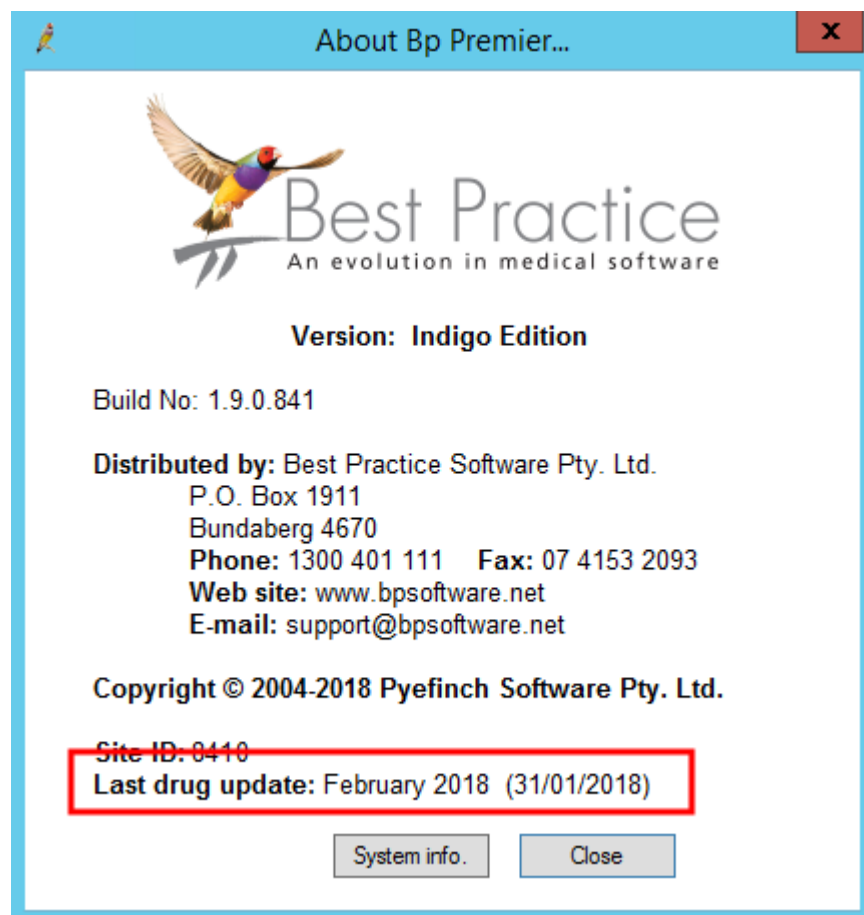 About Bp Premier...
x
Best Practice
An evolution in medical software
Version: Indigo Edition
Build No: 1.9.0.841
Distributed by: Best Practice Software Pty. Ltd.
P.O. Box 1911
Bundaberg 4670
Phone: 1300 401 111 Fax: 07 4153 2093
Web site: www.bpsoftware.net
E-mail: support@bpsoftware.net
Copyright © 2004-2018 Pyefinch Software Pty. Ltd.
Site ID:
Last drug update: February 2018 (31/01/2018)
System info. Close